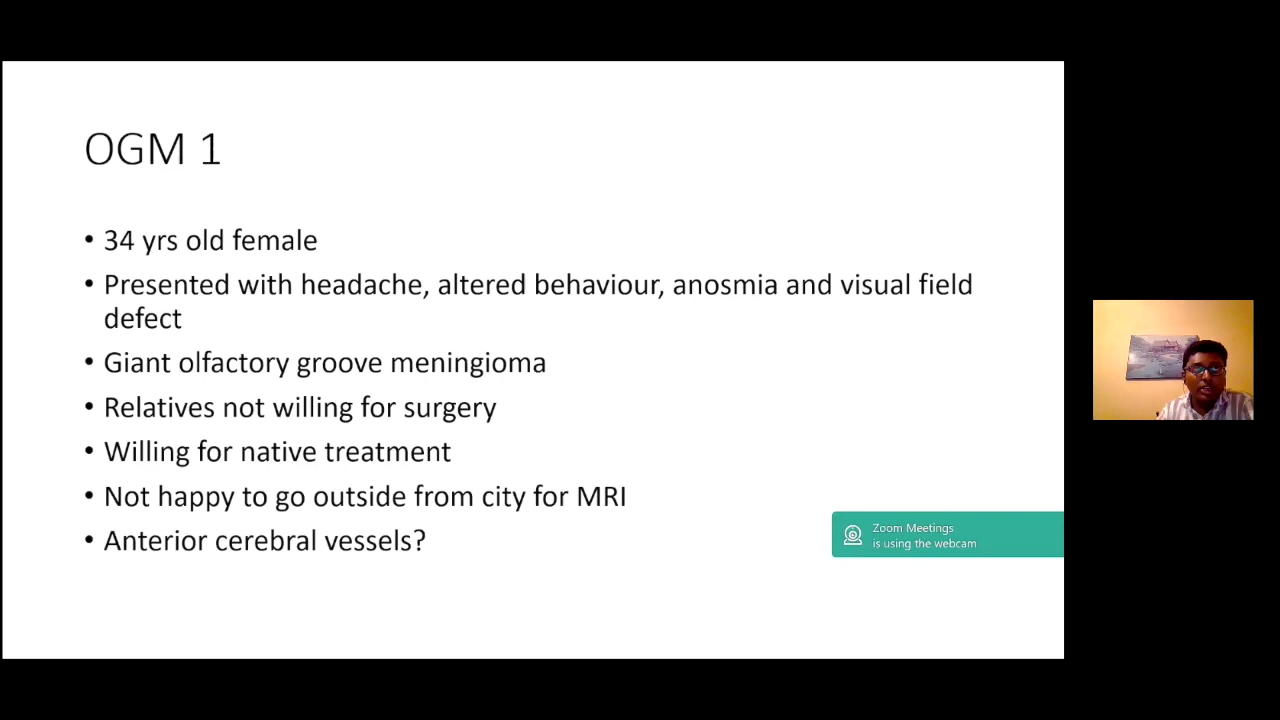 OGM 1
• 34 yrs old female
• Presented with headache, altered behaviour, anosmia and visual field
defect
• Giant olfactory groove meningioma
• Relatives not willing for surgery
• Willing for native treatment
• Not happy to go outside from city for MRI
• Anterior cerebral vessels?
Zoom Meetings
is using the webcam